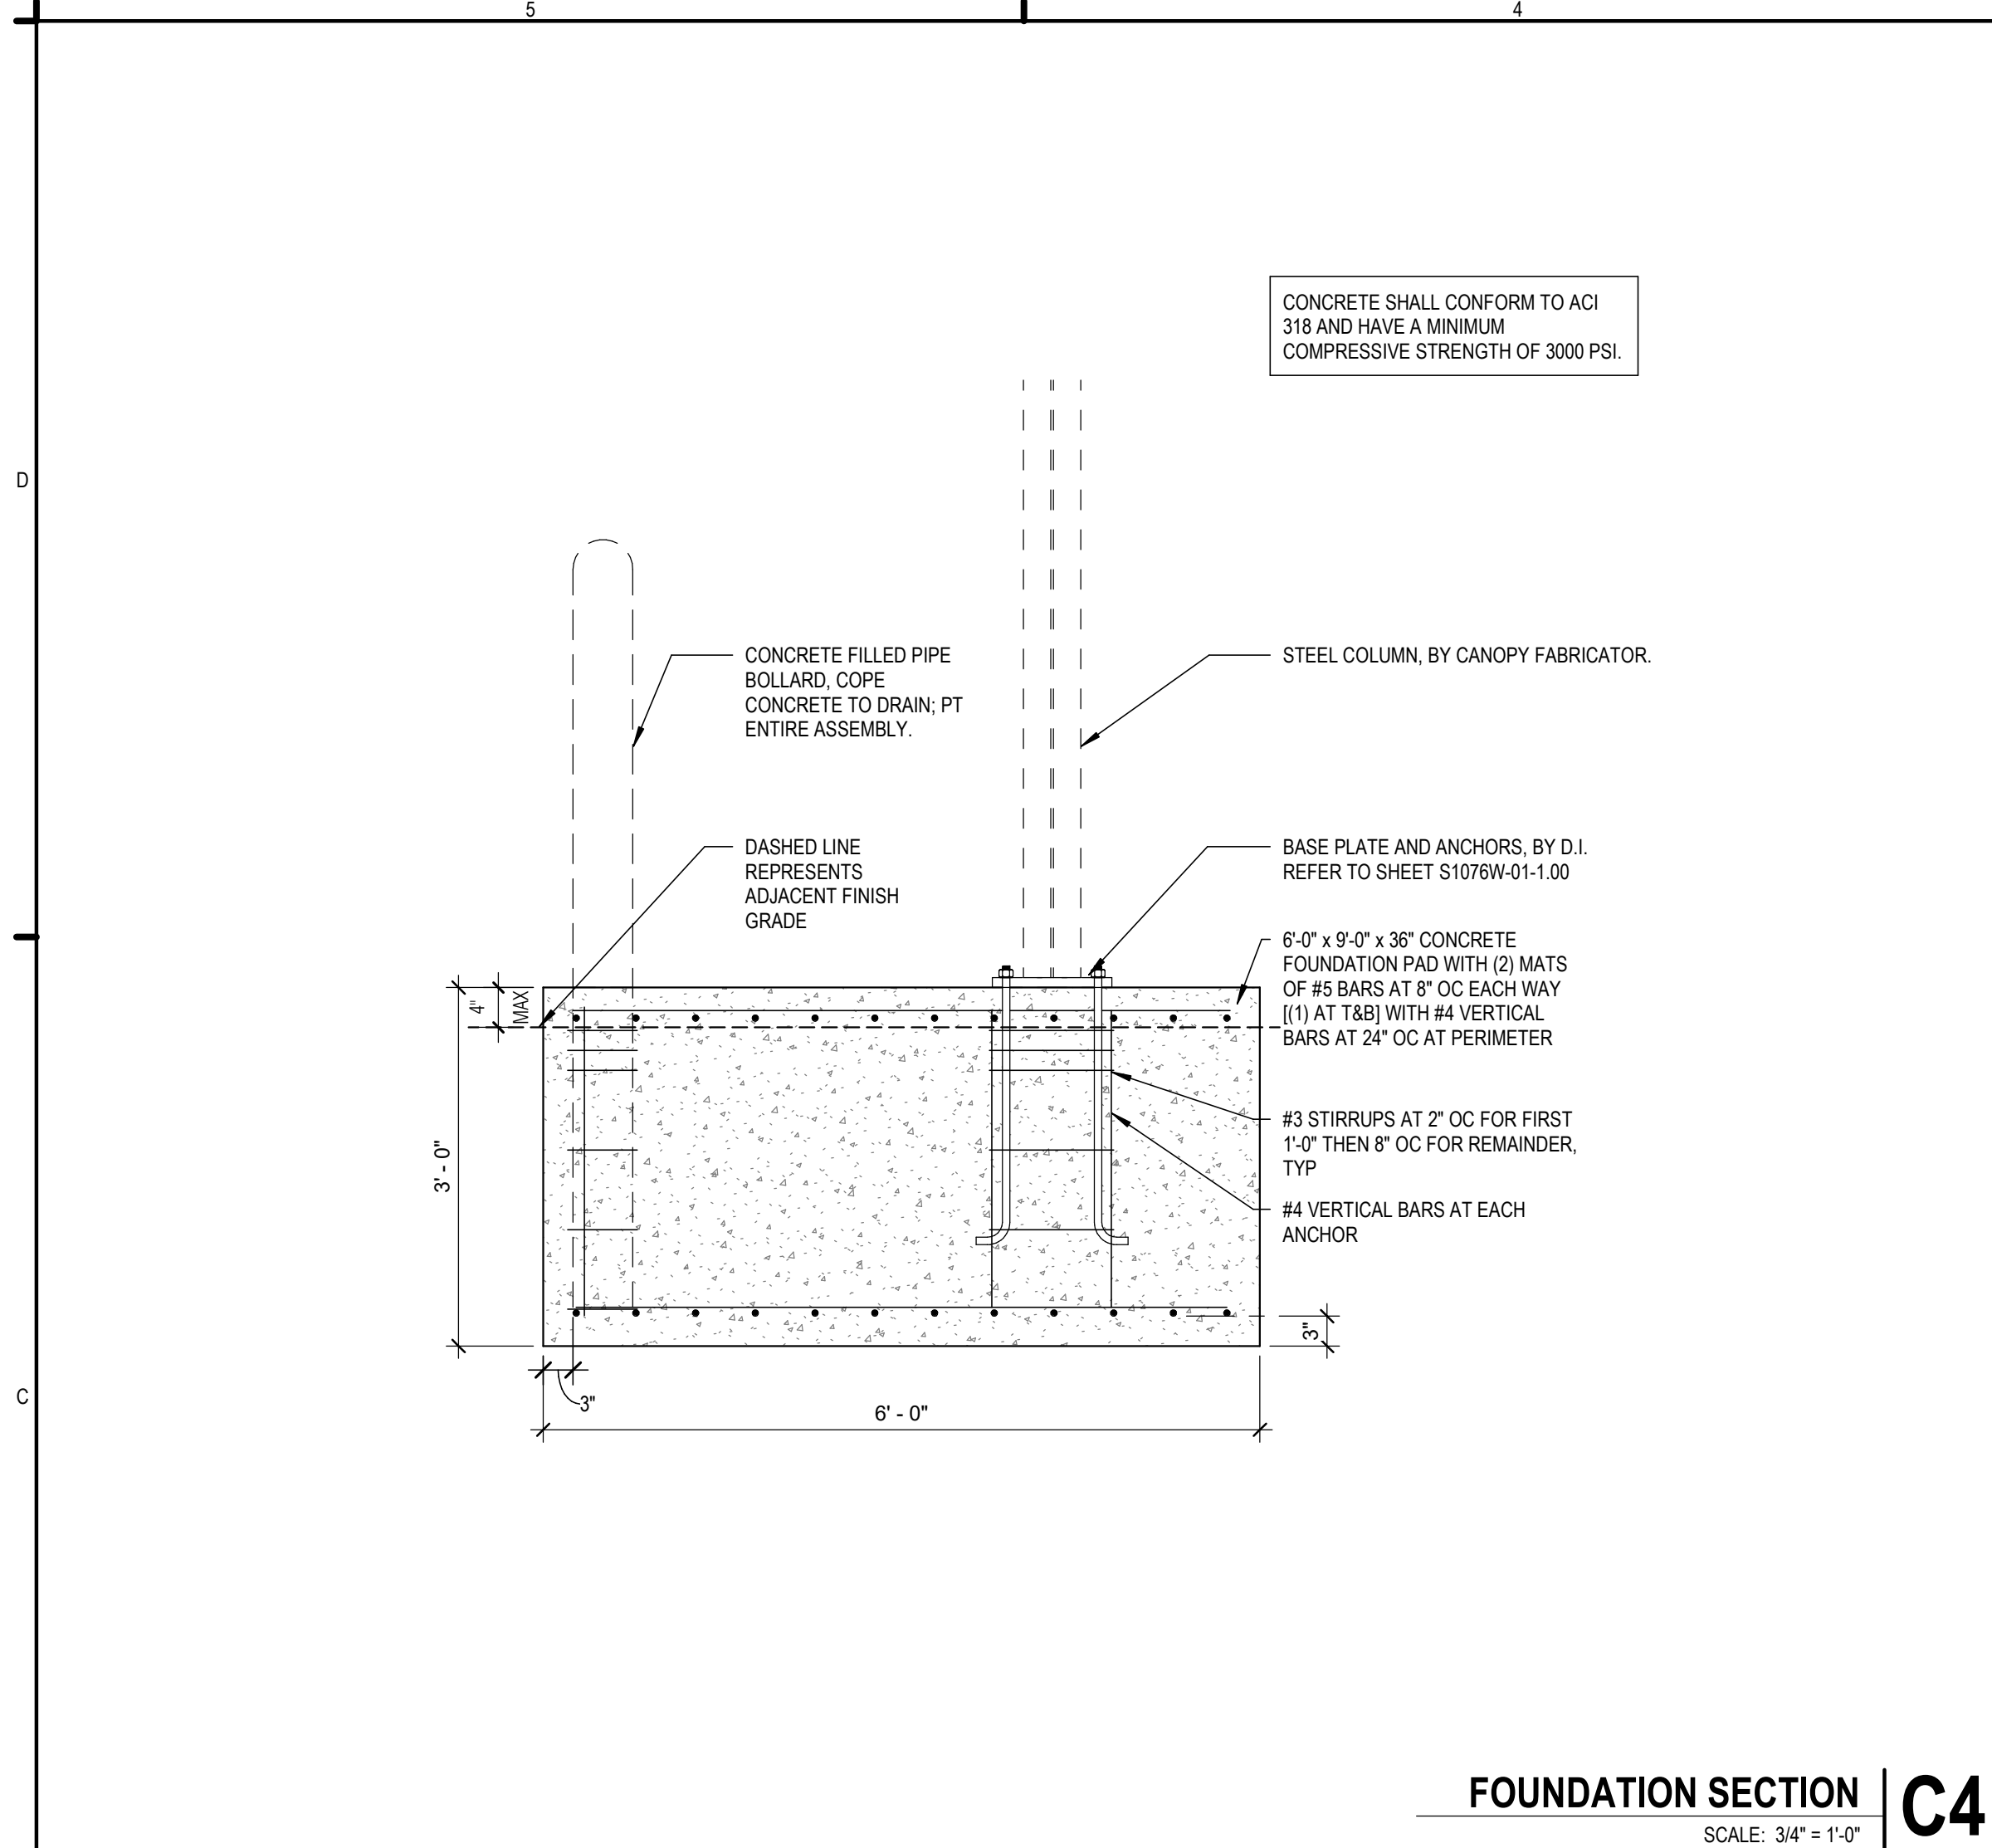 5
4
D
C
CONCRETE SHALL CONFORM TO ACI
318 AND HAVE A MINIMUM
COMPRESSIVE STRENGTH OF 3000 PSI.
CONCRETE FILLED PIPE
BOLLARD, COPE
CONCRETE TO DRAIN; PT
ENTIRE ASSEMBLY.
STEEL COLUMN, BY CANOPY FABRICATOR.
DASHED LINE
REPRESENTS
ADJACENT FINISH
GRADE
BASE PLATE AND ANCHORS, BY D.I.
REFER TO SHEET S1076W-01-1.00
6'-0" x 9'-0" x 36" CONCRETE
FOUNDATION PAD WITH (2) MATS
OF #5 BARS AT 8" OC EACH WAY
[(1) AT T&B] WITH #4 VERTICAL
BARS AT 24" OC AT PERIMETER
#3 STIRRUPS AT 2" OC FOR FIRST
1'-0" THEN 8" OC FOR REMAINDER,
TYP
#4 VERTICAL BARS AT EACH
ANCHOR
4"
MAX
3' - 0"
3"
3"
6' - 0"
FOUNDATION SECTION
SCALE: 3/4" = 1'-0"
C4